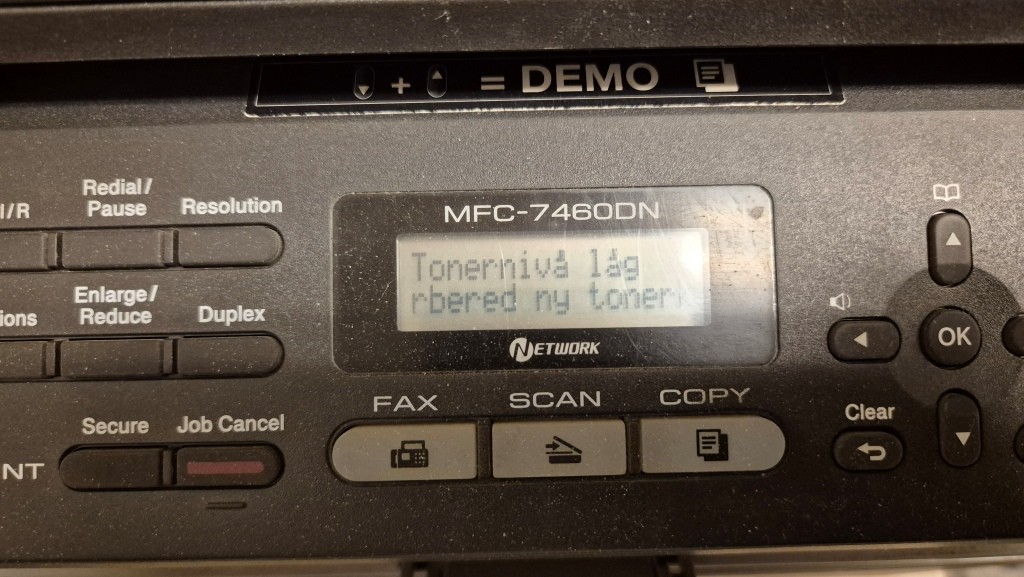 + = DEMO
MFC-7460DN
Tonernivå låg
rbered ny toner
NETWORK
I/R
Redial/
Pause
Resolution
ions
Enlarge/
Reduce
Duplex
Secure
Job Cancel
NT
FAX
SCAN
COPY
OK
Clear